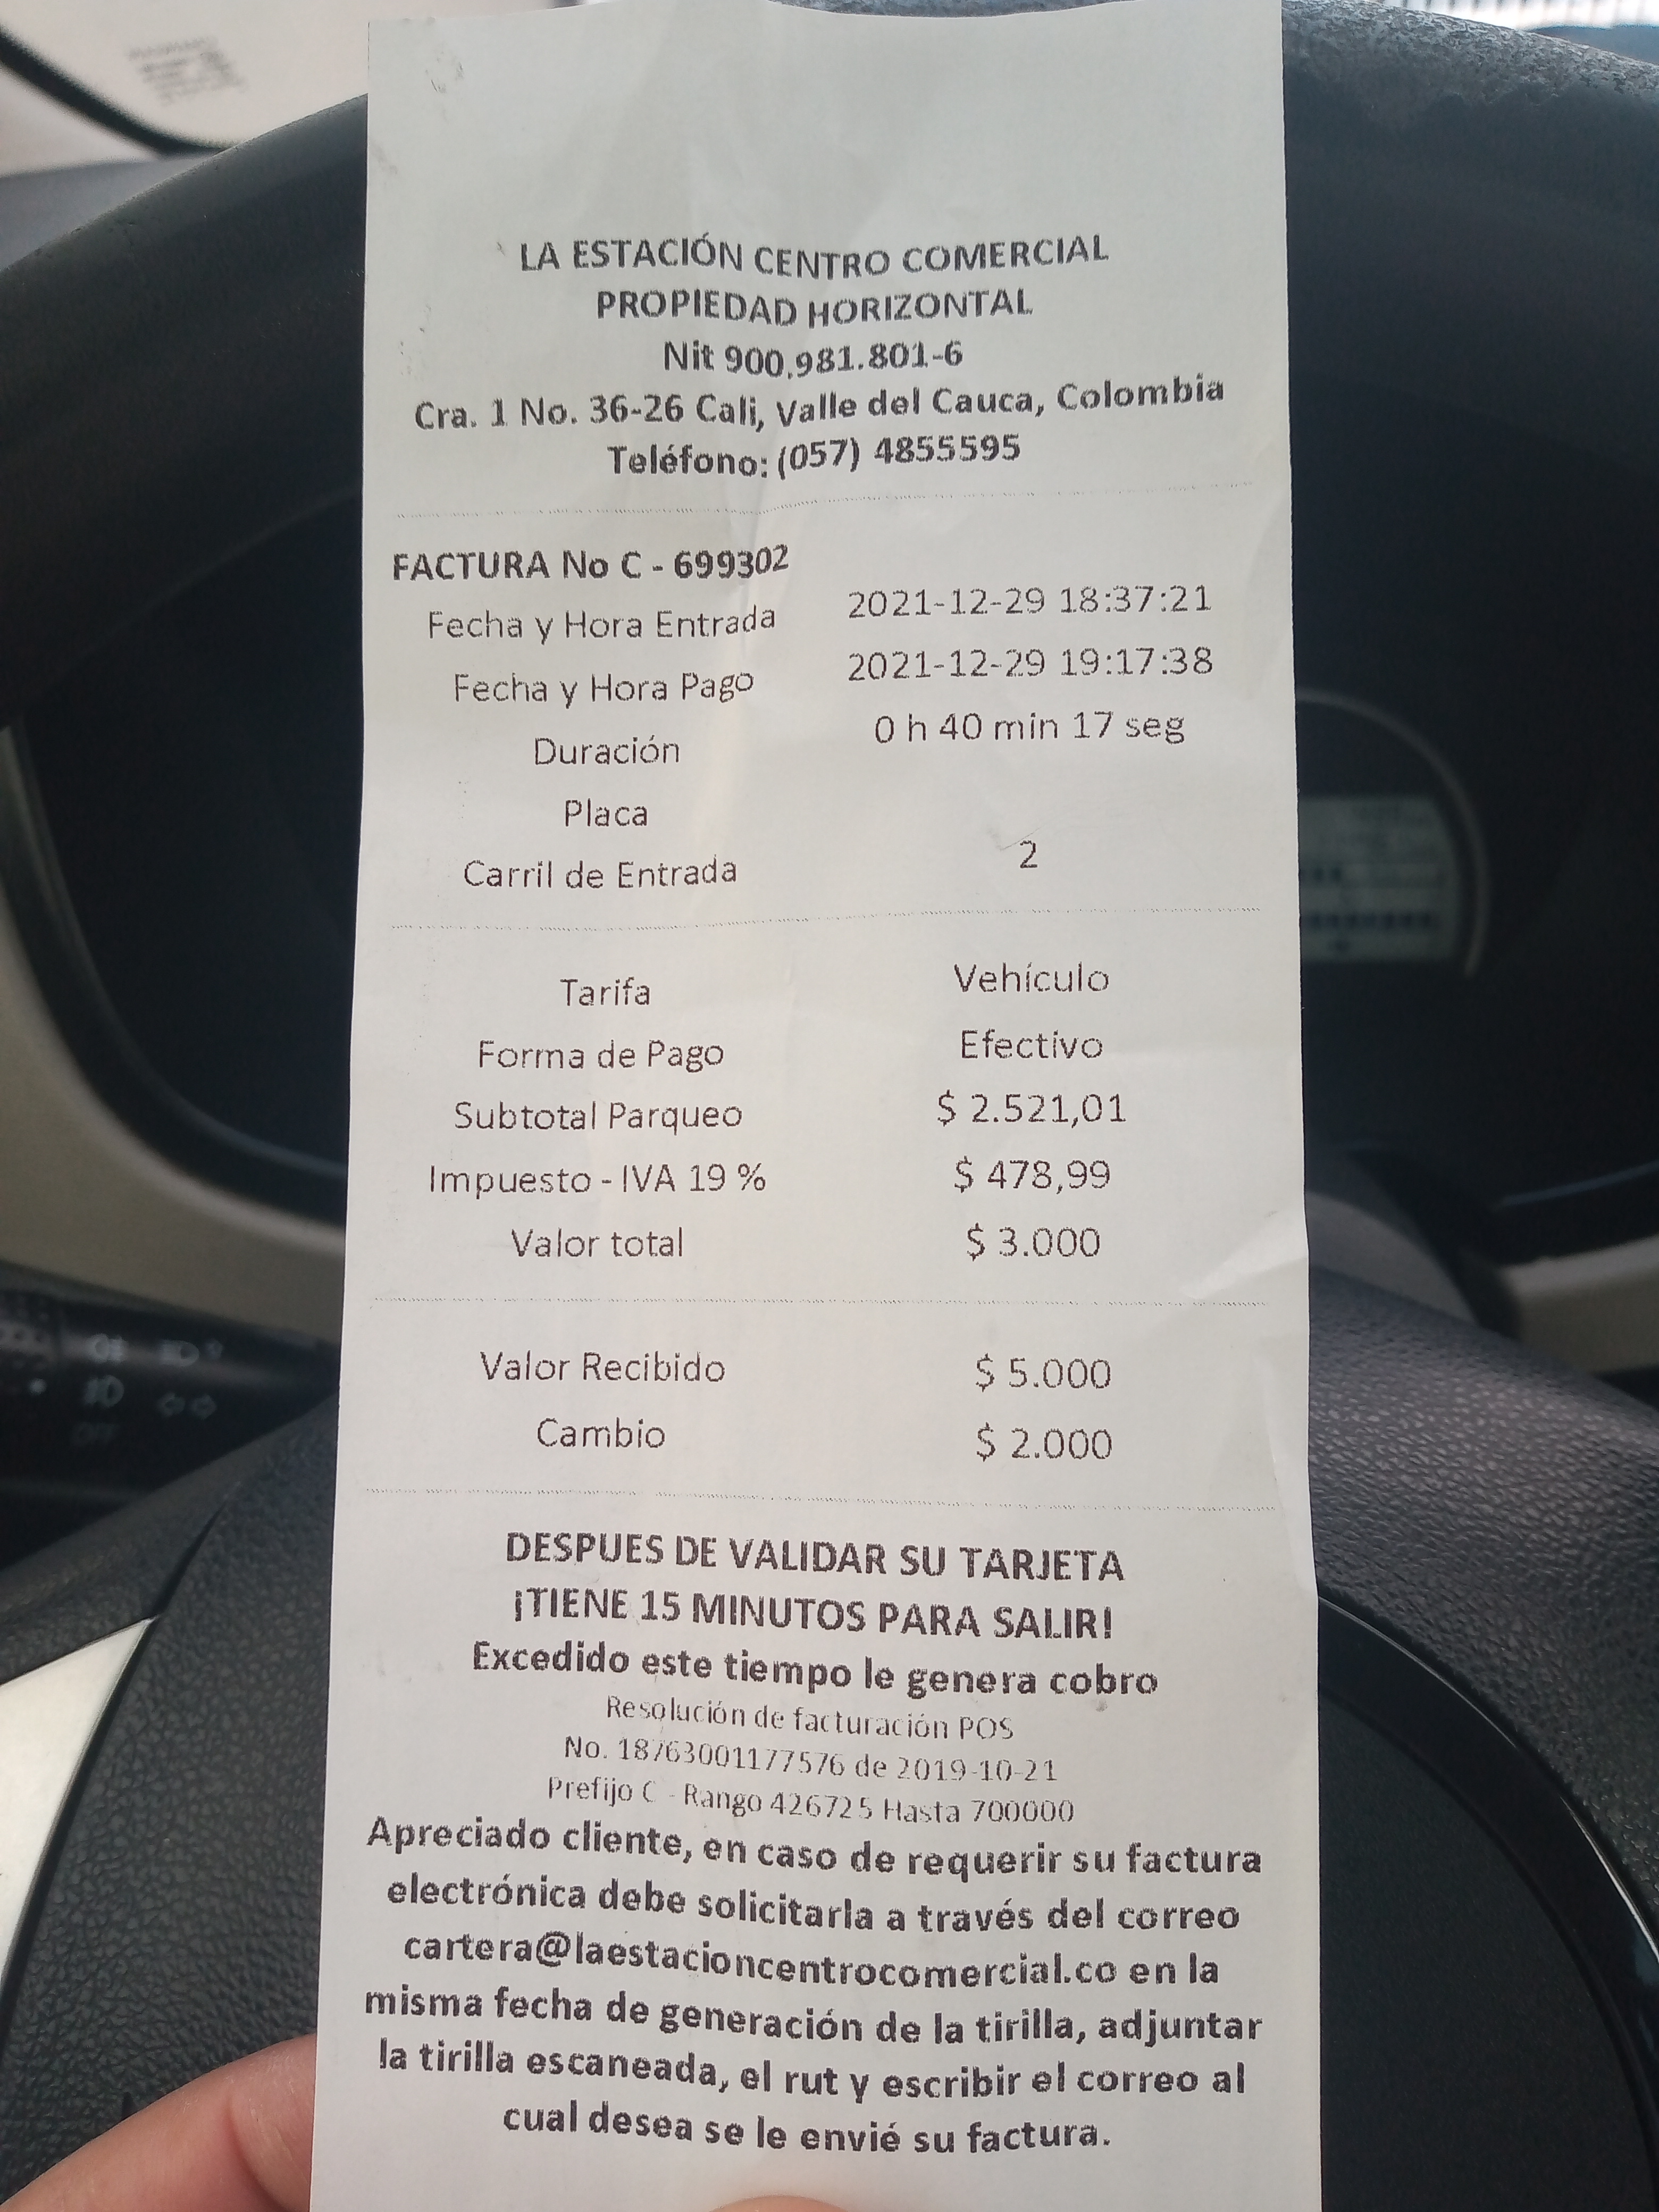 LA ESTACIÓN CENTRO COMERCIAL
PROPIEDAD HORIZONTAL
Nit 900.981.801-6
Cra. 1 No. 36-26 Cali, Valle del Cauca, Colombia
Teléfono: (057) 4855595
FACTURA No C - 699302
Fecha y Hora Entrada 2021-12-29 18:37:21
Fecha y Hora Pago 2021-12-29 19:17:38
Duración 0 h 40 min 17 seg
Placa
Carril de Entrada 2
Tarifa Vehículo
Forma de Pago Efectivo
Subtotal Parqueo $ 2.521,01
Impuesto - IVA 19 % $ 478,99
Valor total $ 3.000
Valor Recibido $ 5.000
Cambio $ 2.000
DESPUES DE VALIDAR SU TARJETA
¡TIENE 15 MINUTOS PARA SALIR!
Excedido este tiempo le genera cobro
Resolución de facturación POS
No. 18763001177576 de 2019-10-21
Prefijo C - Rango 426725 Hasta 700000
Apreciado cliente, en caso de requerir su factura
electrónica debe solicitarla a través del correo
cartera@laestacioncentrocomercial.co en la
misma fecha de generación de la tirilla, adjuntar
la tirilla escaneada, el rut y escribir el correo al
cual desea se le envié su factura.
OFF